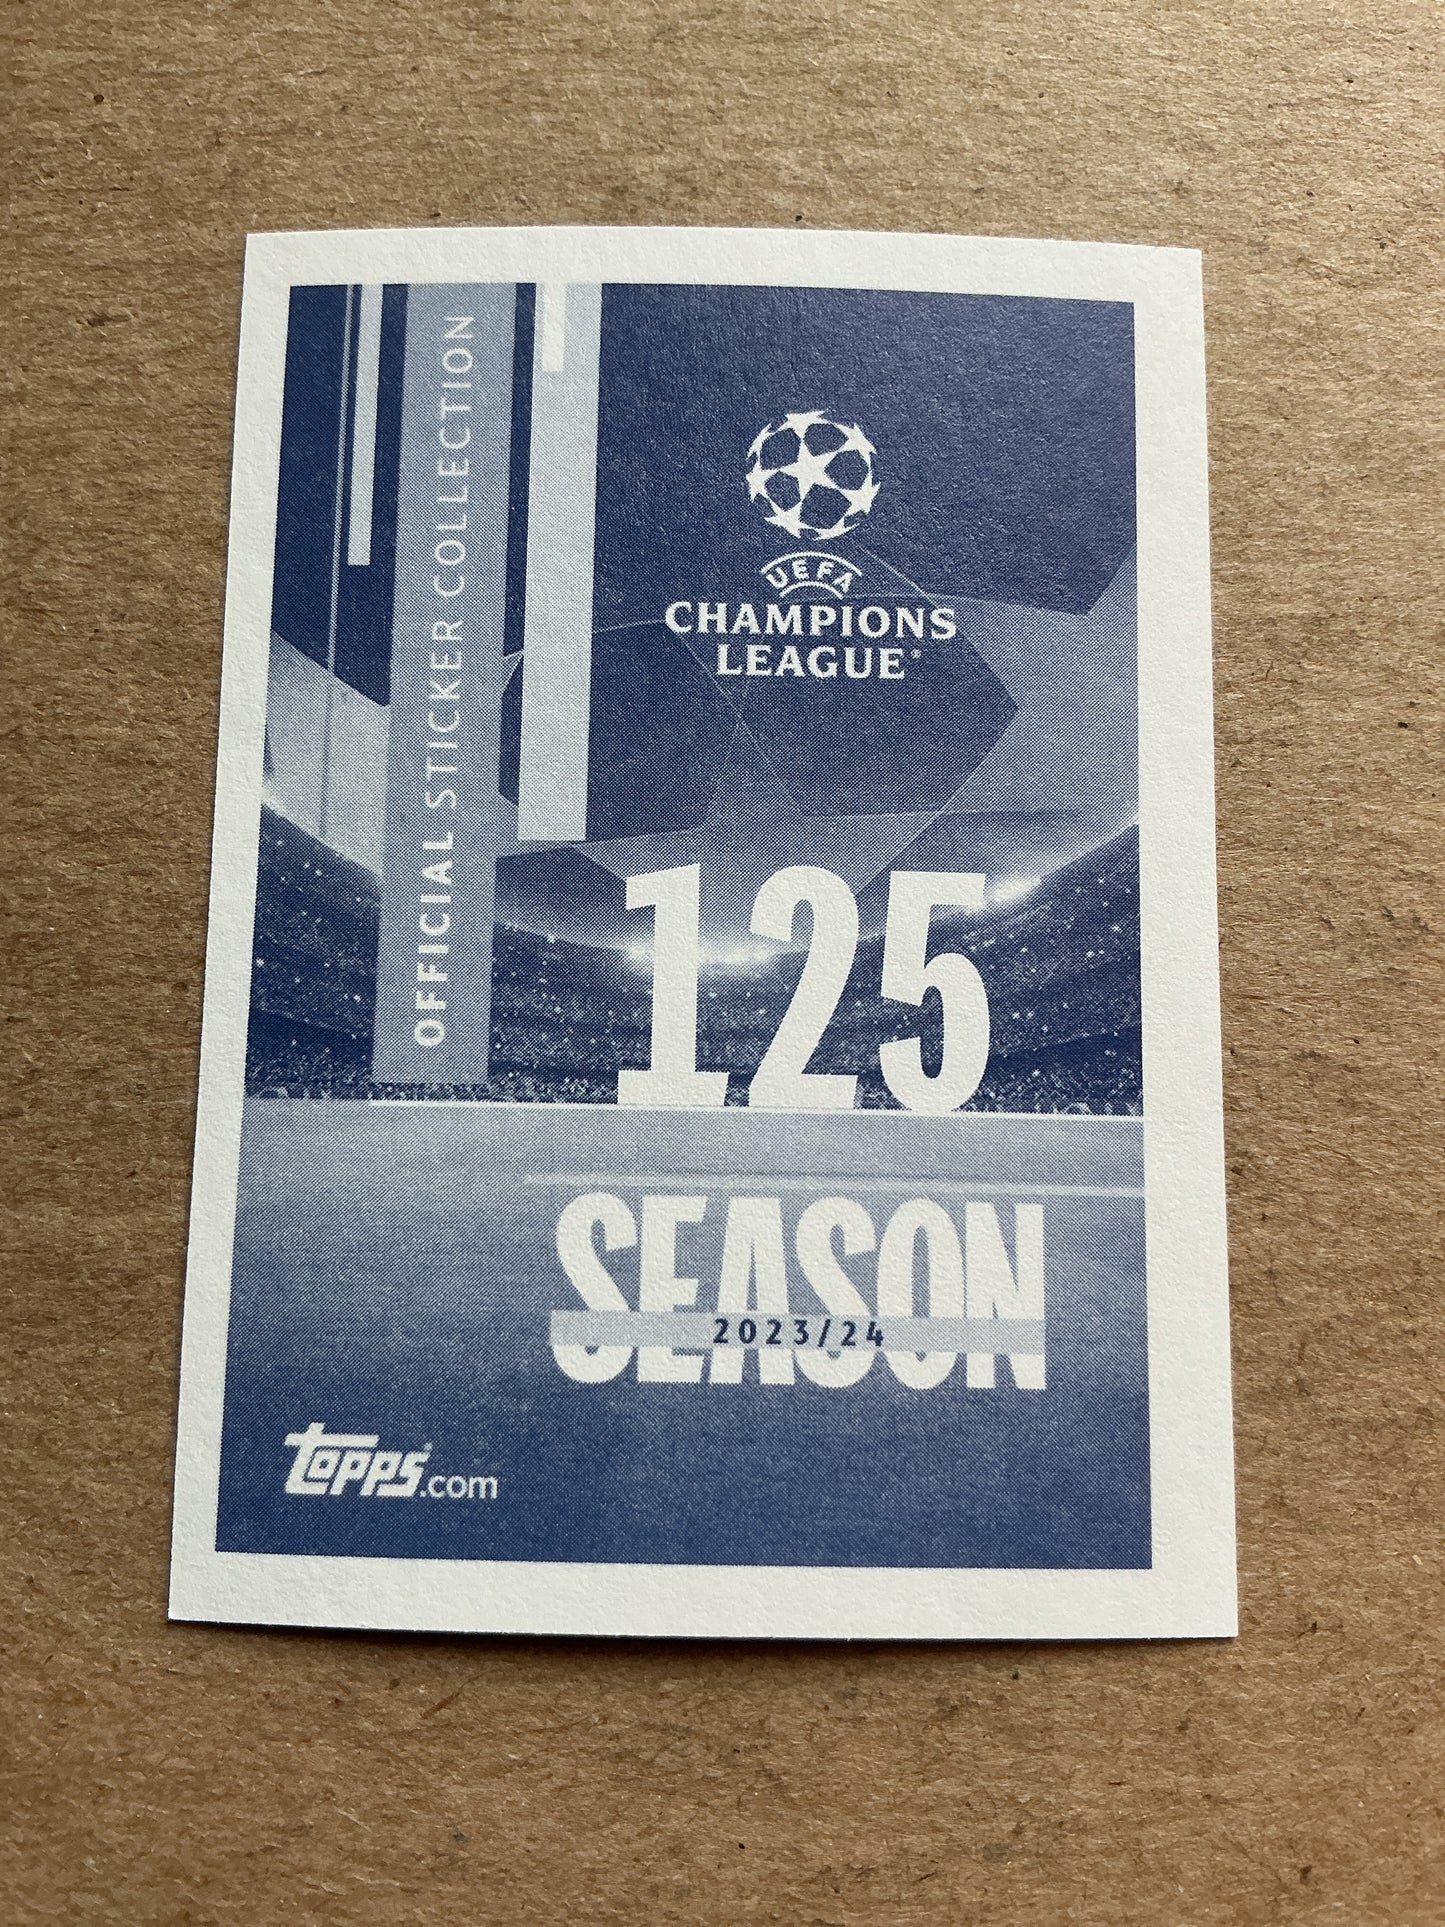 OFFICIAL STICKER COLLECTION
UEFA
CHAMPIONS
LEAGUE®
125
SEASON
2023/24
topps®.com